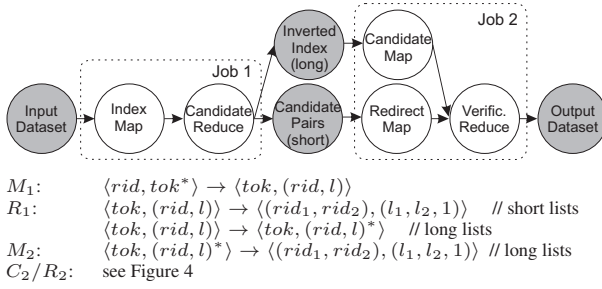 Job 1
Job 2
Input
Dataset
Index
Map
Candidate
Reduce
Inverted
Index
(long)
Candidate
Pairs
(short)
Candidate
Map
Redirect
Map
Verific.
Reduce
Output
Dataset
M₁: ⟨rid, tok*⟩ → ⟨tok, (rid, l)⟩
R₁: ⟨tok, (rid, l)⟩ → ⟨(rid₁, rid₂), (l₁, l₂, 1)⟩ // short lists
⟨tok, (rid, l)⟩ → ⟨tok, (rid, l)*⟩ // long lists
M₂: ⟨tok, (rid, l)*⟩ → ⟨(rid₁, rid₂), (l₁, l₂, 1)⟩ // long lists
C₂/R₂: see Figure 4